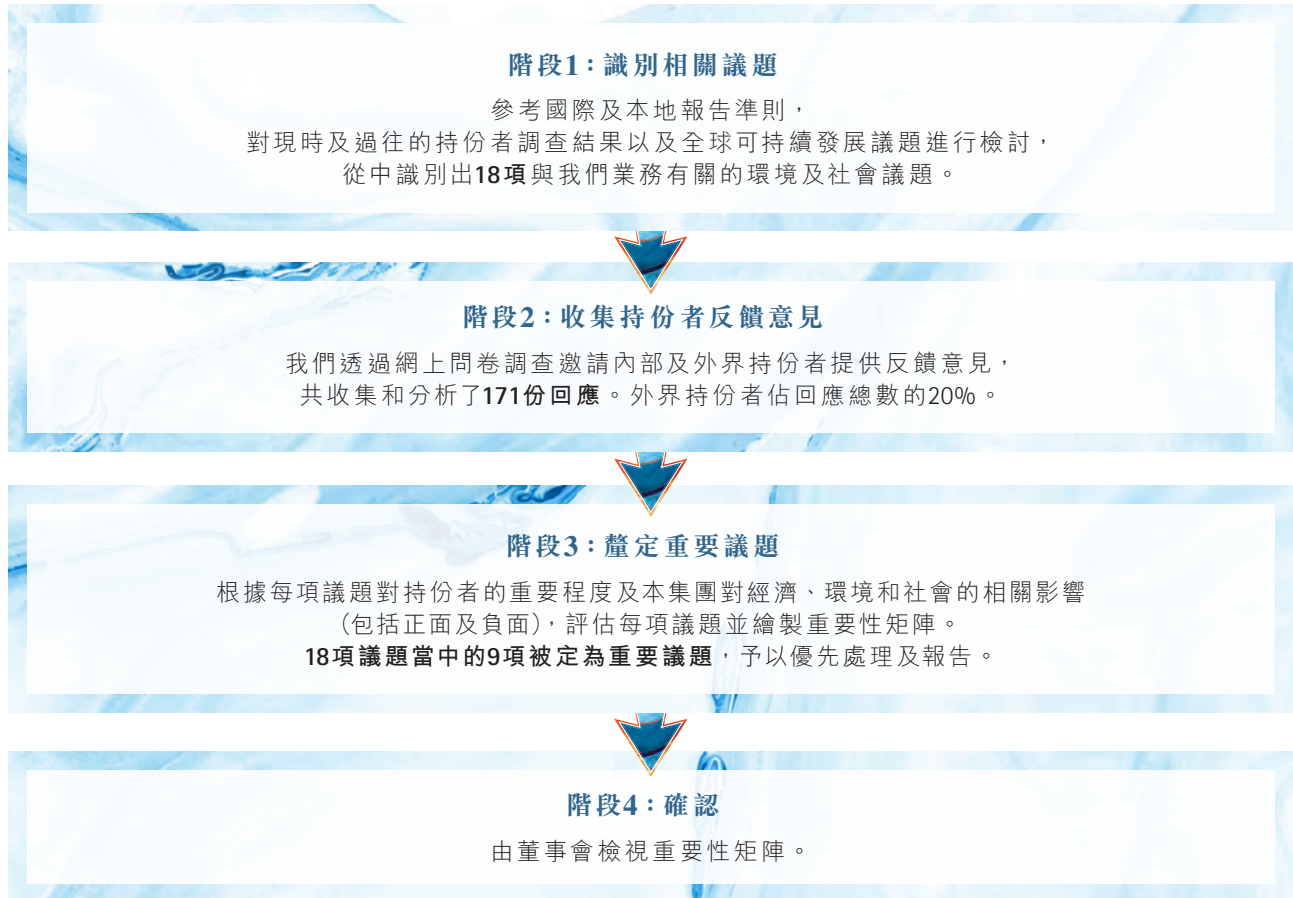 階段1：識別相關議題
參考國際及本地報告準則，
對現時及過往的持份者調查結果以及全球可持續發展議題進行檢討，
從中識別出18項與我們業務有關的環境及社會議題。
階段2：收集持份者反饋意見
我們透過網上問卷調查邀請內部及外界持份者提供反饋意見，
共收集和分析了171份回應。外界持份者佔回應總數的20%。
階段3：釐定重要議題
根據每項議題對持份者的重要程度及本集團對經濟、環境和社會的相關影響
(包括正面及負面)，評估每項議題並繪製重要性矩陣。
18項議題當中的9項被定為重要議題，予以優先處理及報告。
階段4：確認
由董事會檢視重要性矩陣。